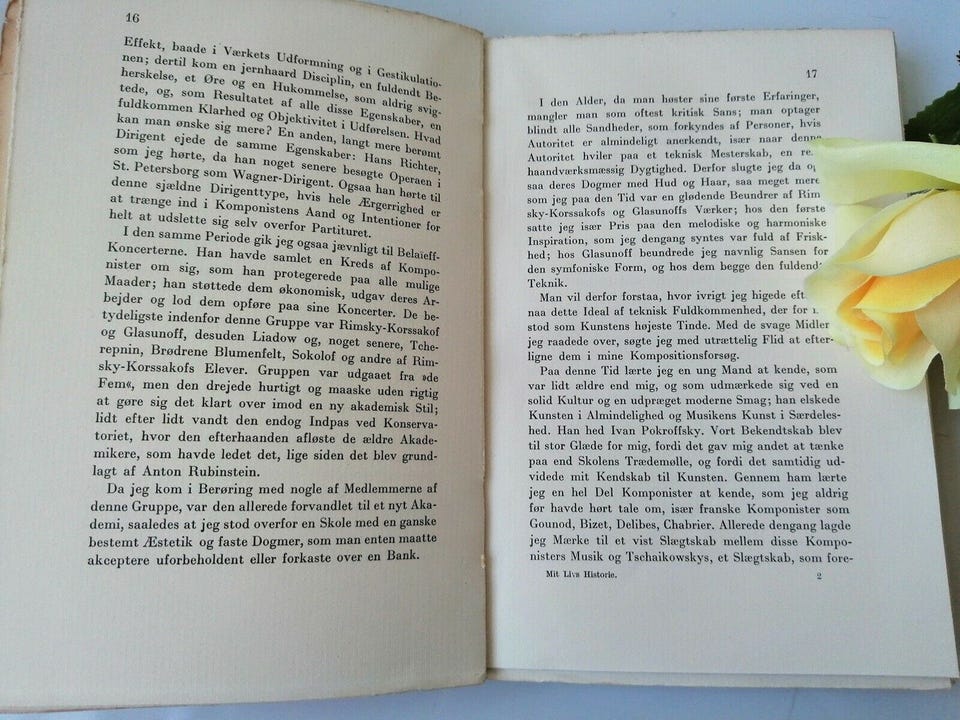 16
Effekt, baade i Værkets Udformning og i Gestikulatio-
nen; dertil kom en jernhaard Disciplin, en fuldendt Be-
herskelse, et Øre og en Hukommelse, som aldrig svig-
tede, og, som Resultatet af alle disse Egenskaber, en
fuldkommen Klarhed og Objektivitet i Udførelsen. Hvad
kan man ønske sig mere? En anden, langt mere berømt
Dirigent ejede de samme Egenskaber: Hans Richter,
som jeg hørte, da han noget senere besøgte Operaen i
St. Petersborg som Wagner-Dirigent. Ogsaa han hørte til
denne sjældne Dirigenttype, hvis hele Ærgerrighed er
at trænge ind i Komponistens Aand og Intentioner for
helt at udslette sig selv overfor Partituret.
I den samme Periode gik jeg ogsaa jævnligt til Belaïeff-
Koncerterne. Han havde samlet en Kreds af Kompo-
nister om sig, som han protegerede paa alle mulige
Maader; han støttede dem økonomisk, udgav deres Ar-
bejder og lod dem opføre paa sine Koncerter. De be-
tydeligste indenfor denne Gruppe var Rimsky-Korssakof
og Glasunoff, desuden Liadow og, noget senere, Tche-
repnin, Brødrene Blumenfelt, Sokolof og andre af Rim-
sky-Korssakofs Elever. Gruppen var udgaaet fra »de
Fem«, men den drejede hurtigt og maaske uden rigtig
at gøre sig det klart over imod en ny akademisk Stil;
lidt efter lidt vandt den endog Indpas ved Konserva-
toriet, hvor den efterhaanden afløste de ældre Akade-
mikere, som havde ledet det, lige siden det blev grund-
lagt af Anton Rubinstein.
Da jeg kom i Berøring med nogle af Medlemmerne af
denne Gruppe, var den allerede forvandlet til et nyt Aka-
demi, saaledes at jeg stod overfor en Skole med en ganske
bestemt Æstetik og faste Dogmer, som man enten maatte
akceptere uforbeholdent eller forkaste over en Bank.
17
I den Alder, da man høster sine første Erfaringer,
mangler man som oftest kritisk Sans; man optager
blindt alle Sandheder, som forkyndes af Personer, hvis
Autoritet er almindeligt anerkendt, især naar denne
Autoritet hviler paa et teknisk Mesterskab, en
haandværksmæssig Dygtighed. Derfor slugte jeg da
saa deres Dogmer med Hud og Haar, saa meget mere
som jeg paa den Tid var en glødende Beundrer af Rim
sky-Korssakofs og Glasunoffs Værker; hos den første
satte jeg især Pris paa den melodiske og harmoniske
Inspiration, som jeg dengang syntes var fuld af Frisk-
hed; hos Glasunoff beundrede jeg navnlig Sansen for
den symfoniske Form, og hos dem begge den fuldendte
Teknik.
Man vil derfor forstaa, hvor ivrigt jeg higede
naa dette Ideal af teknisk Fuldkommenhed, der for
stod som Kunstens højeste Tinde. Med de svage Midler
jeg raadede over, søgte jeg med utrættelig Flid at efter-
ligne dem i mine Kompositionsforsøg.
Paa denne Tid lærte jeg en ung Mand at kende, som
var lidt ældre end mig, og som udmærkede sig ved en
solid Kultur og en udpræget moderne Smag; han elskede
Kunsten i Almindelighed og Musikens Kunst i Særdeles-
hed. Han hed Ivan Pokroffsky. Vort Bekendtskab blev
til stor Glæde for mig, fordi det gav mig andet at tænke
paa end Skolens Trædemølle, og fordi det samtidig ud-
videde mit Kendskab til Kunsten. Gennem ham lærte
jeg en hel Del Komponister at kende, som jeg aldrig
før havde hørt tale om, især franske Komponister som
Gounod, Bizet, Delibes, Chabrier. Allerede dengang lagde
jeg Mærke til et vist Slægtskab mellem disse Kompo-
nisters Musik og Tschaikowskys, et Slægtskab, som fore-
Mit Livs Historie. 2